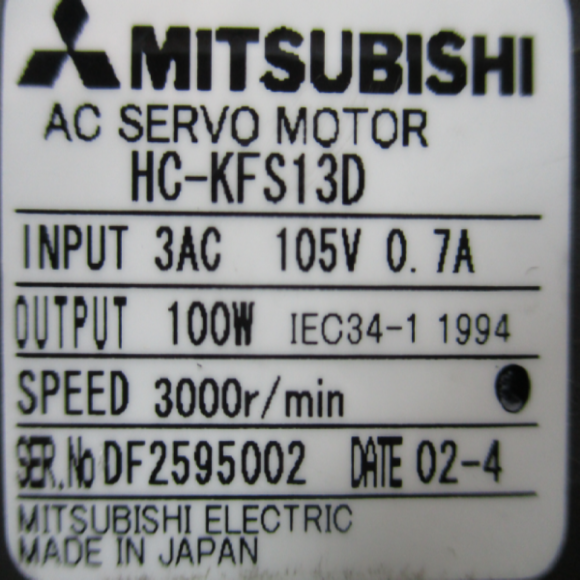 MITSUBISHI
AC SERVO MOTOR
HC-KFS13D
INPUT 3AC 105V 0.7A
OUTPUT 100W IEC34-1 1994
SPEED 3000r/min
SER.No DF2595002 DATE 02-4
MITSUBISHI ELECTRIC
MADE IN JAPAN